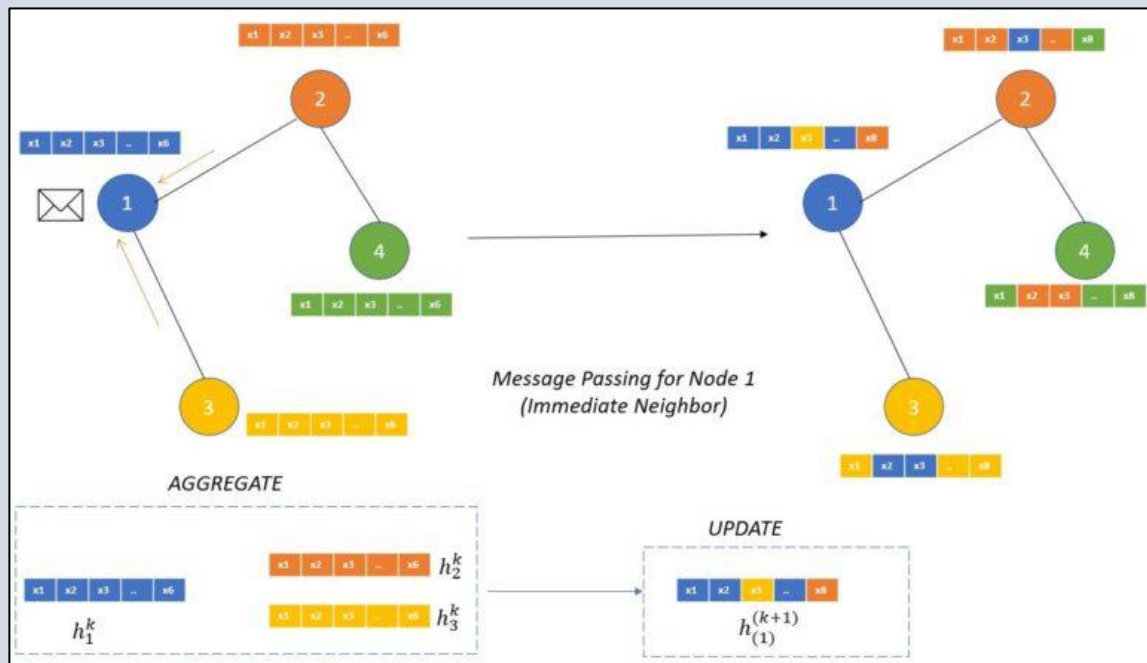 x1 x2 x3 .. x6
x1 x2 x3 .. x8
2
2
x1 x2 x3 .. x6
x1 x2 x3 .. x8
1
1
4
4
x1 x2 x3 .. x6
x1 x2 x3 .. x8
Message Passing for Node 1
(Immediate Neighbor)
3
x1 x2 x3 .. x6
3
x1 x2 x3 .. x8
AGGREGATE
UPDATE
x1 x2 x3 .. x6 h_2^k
x1 x2 x3 .. x6
x1 x2 x3 .. x6 h_3^k
x1 x2 x3 .. x8
h_1^k
h_{(1)}^{(k+1)}